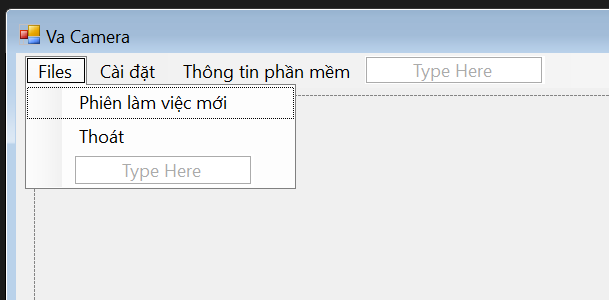 Va Camera
Files Cài đặt Thông tin phần mềm Type Here
Phiên làm việc mới
Thoát
Type Here